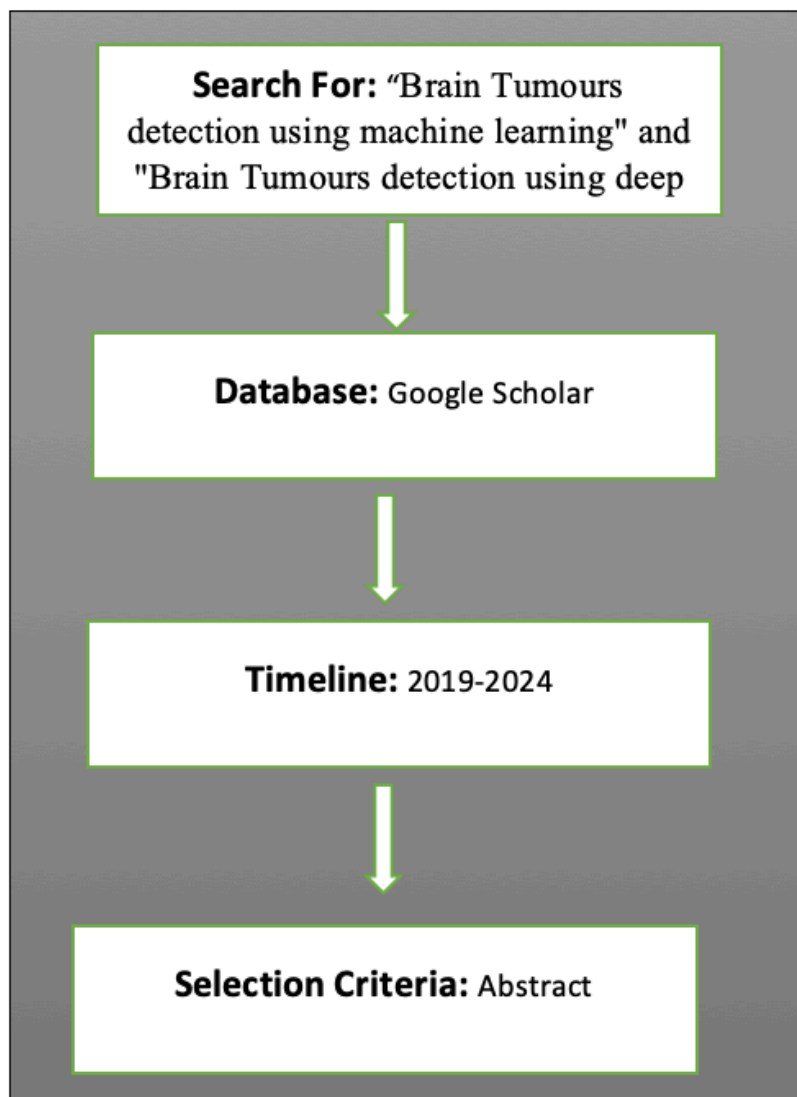 Search For: “Brain Tumours
detection using machine learning" and
"Brain Tumours detection using deep
Database: Google Scholar
Timeline: 2019-2024
Selection Criteria: Abstract